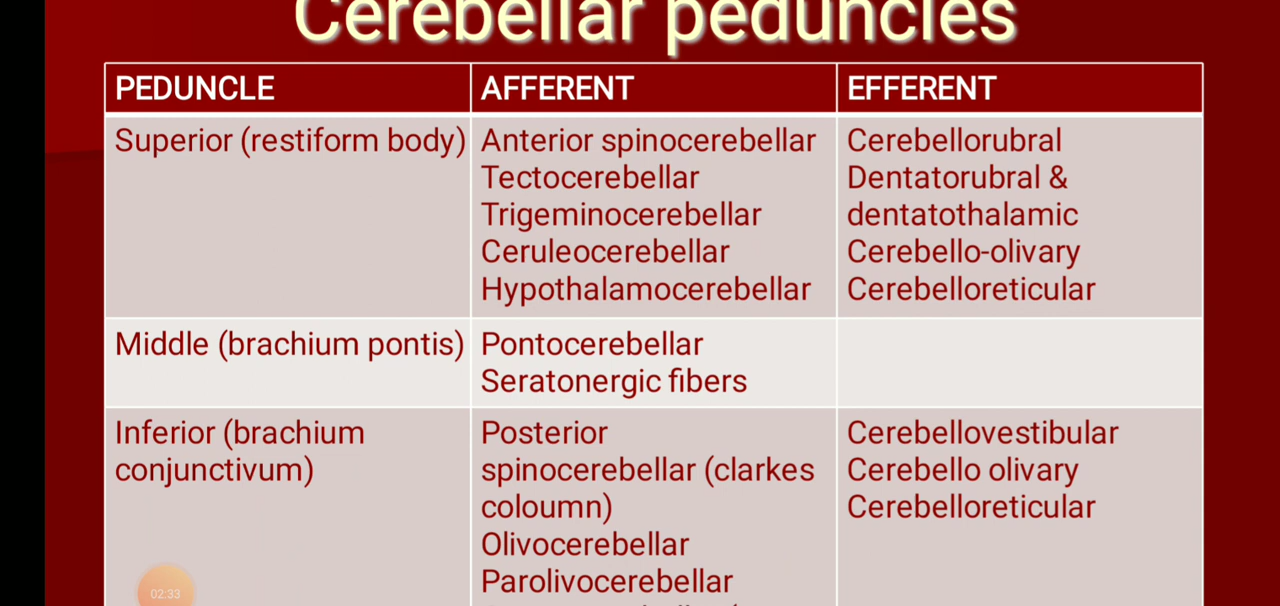 Cerebellar peduncles
PEDUNCLE
AFFERENT
EFFERENT
Superior (restiform body)
Anterior spinocerebellar
Tectocerebellar
Trigeminocerebellar
Ceruleocerebellar
Hypothalamocerebellar
Cerebellorubral
Dentatorubral &
dentatothalamic
Cerebello-olivary
Cerebelloreticular
Middle (brachium pontis)
Pontocerebellar
Seratonergic fibers
Inferior (brachium
conjunctivum)
Posterior
spinocerebellar (clarkes
coloumn)
Olivocerebellar
Parolivocerebellar
Cerebellovestibular
Cerebello olivary
Cerebelloreticular
02:33